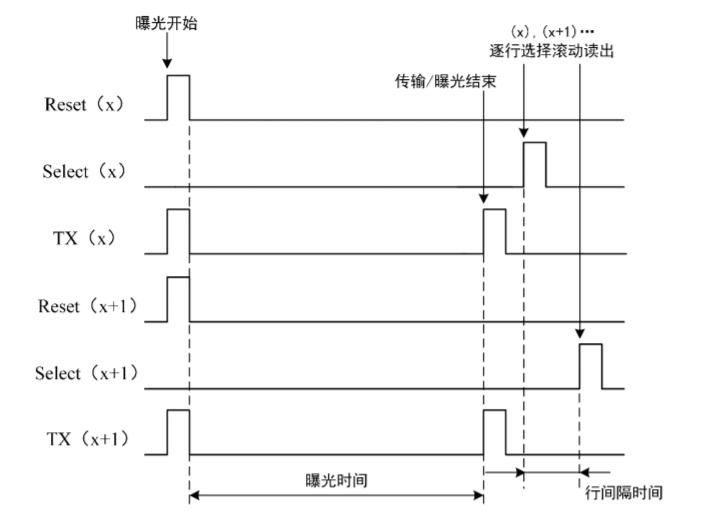 曝光开始
(x), (x+1)…
逐行选择滚动读出
传输/曝光结束
Reset（x）
Select（x）
TX（x）
Reset（x+1）
Select（x+1）
TX（x+1）
曝光时间
行间隔时间